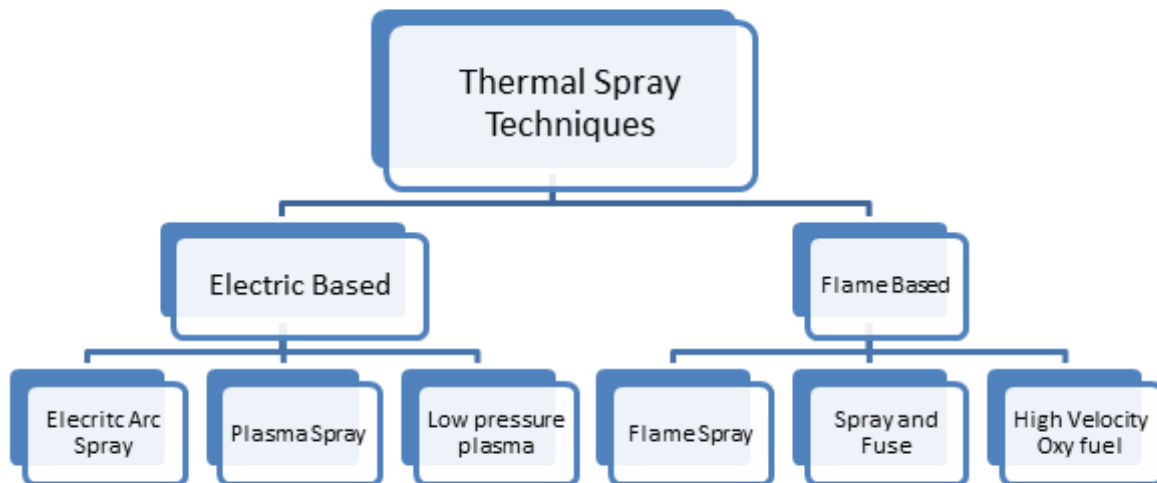 Thermal Spray
Techniques
Electric Based
Flame Based
Elecritc Arc
Spray
Plasma Spray
Low pressure
plasma
Flame Spray
Spray and
Fuse
High Velocity
Oxy fuel